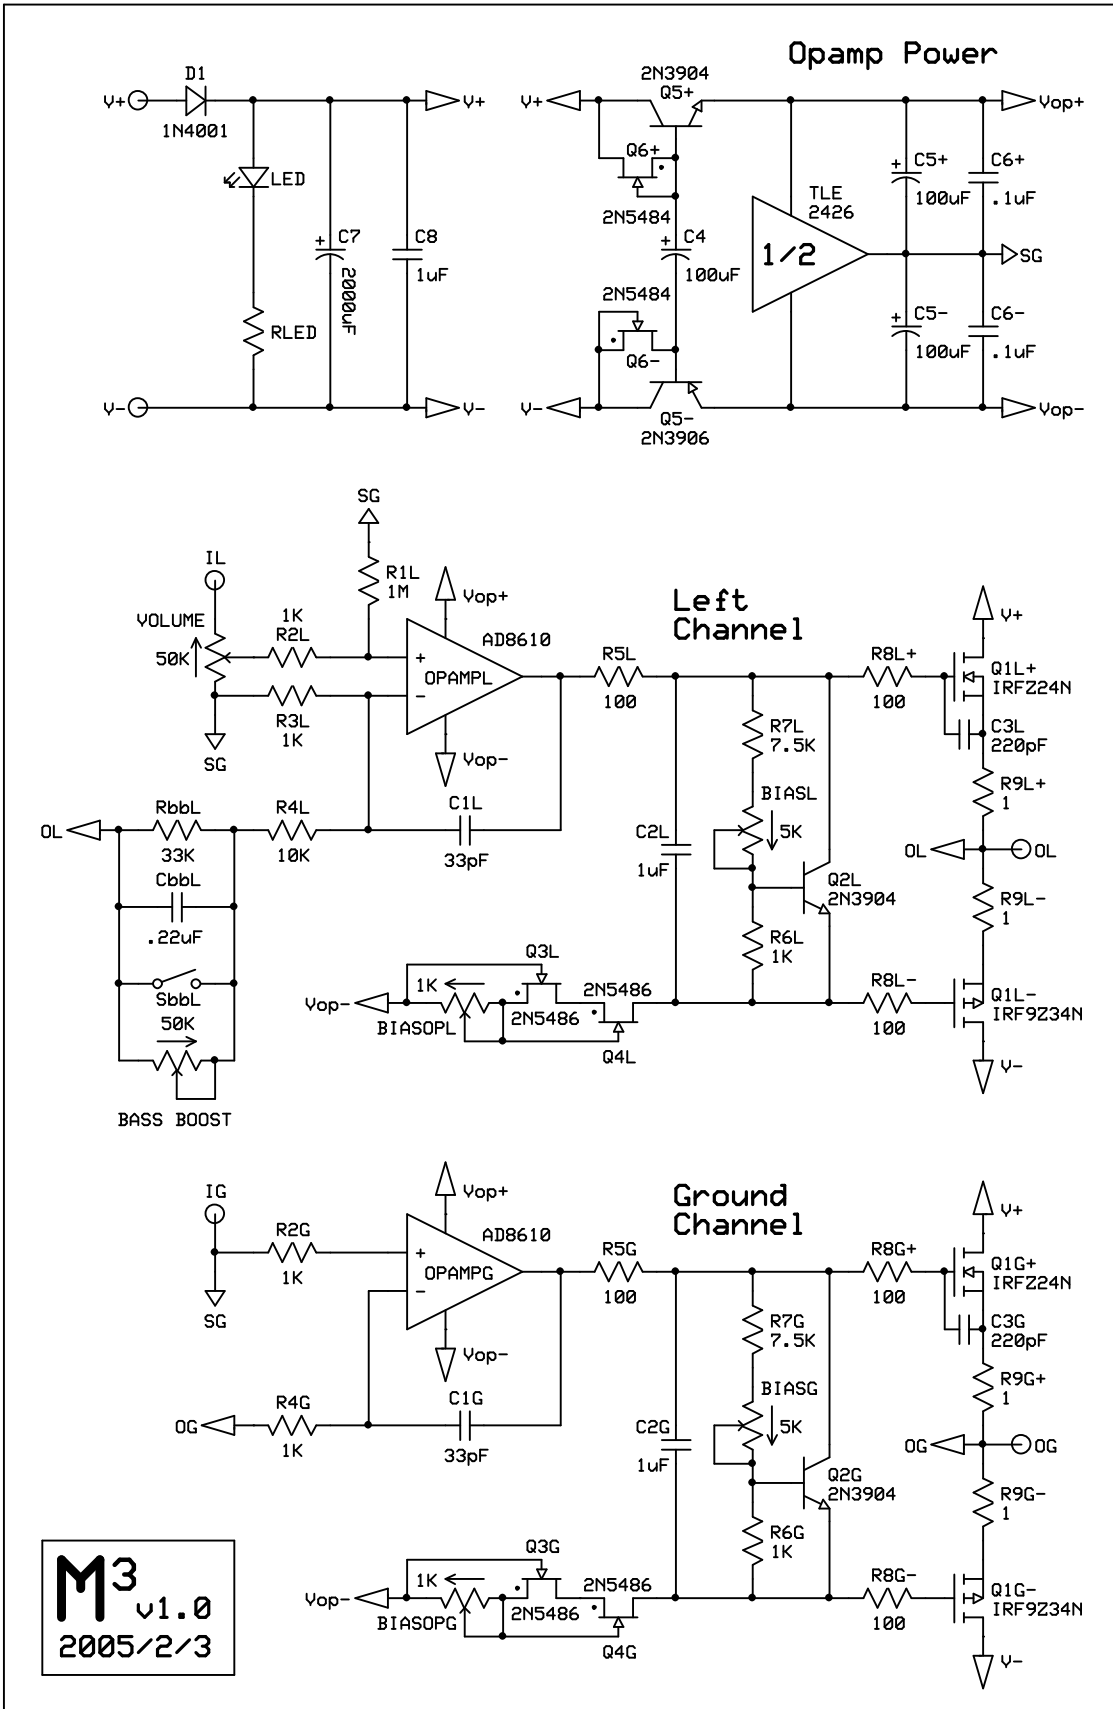 Opamp Power
D1
V+
1N4001
V+
LED
C7
2000uF
C8
1uF
RLED
V-
V-
2N3904
Q5+
V+
Q6+
2N5484
C4
100uF
2N5484
Q6-
V-
Q5-
2N3906
TLE
2426
1/2
Vop+
C5+
100uF
C6+
.1uF
SG
C5-
100uF
C6-
.1uF
Vop-
SG
IL
R1L
1M
VOLUME
50K
1K
R2L
R3L
1K
SG
Vop+
AD8610
+
OPAMPL
-
Vop-
Left
Channel
R5L
100
R8L+
100
V+
Q1L+
IRFZ24N
C3L
220pF
R7L
7.5K
R9L+
1
BIASL
5K
C1L
33pF
OL
RbbL
33K
R4L
10K
C2L
1uF
OL
OL
CbbL
.22uF
Q2L
2N3904
R9L-
1
R6L
1K
SbbL
50K
BASS BOOST
Q3L
1K
Vop-
BIASOPL
2N5486
2N5486
Q4L
R8L-
100
Q1L-
IRF9Z34N
V-
IG
R2G
1K
SG
Vop+
AD8610
+
OPAMPG
-
Vop-
Ground
Channel
R5G
100
R8G+
100
V+
Q1G+
IRFZ24N
C3G
220pF
R7G
7.5K
R9G+
1
BIASG
5K
OG
R4G
1K
C1G
33pF
C2G
1uF
OG
OG
Q2G
2N3904
R9G-
1
R6G
1K
Q3G
1K
Vop-
BIASOPG
2N5486
2N5486
Q4G
R8G-
100
Q1G-
IRF9Z34N
V-
M3 v1.0
2005/2/3